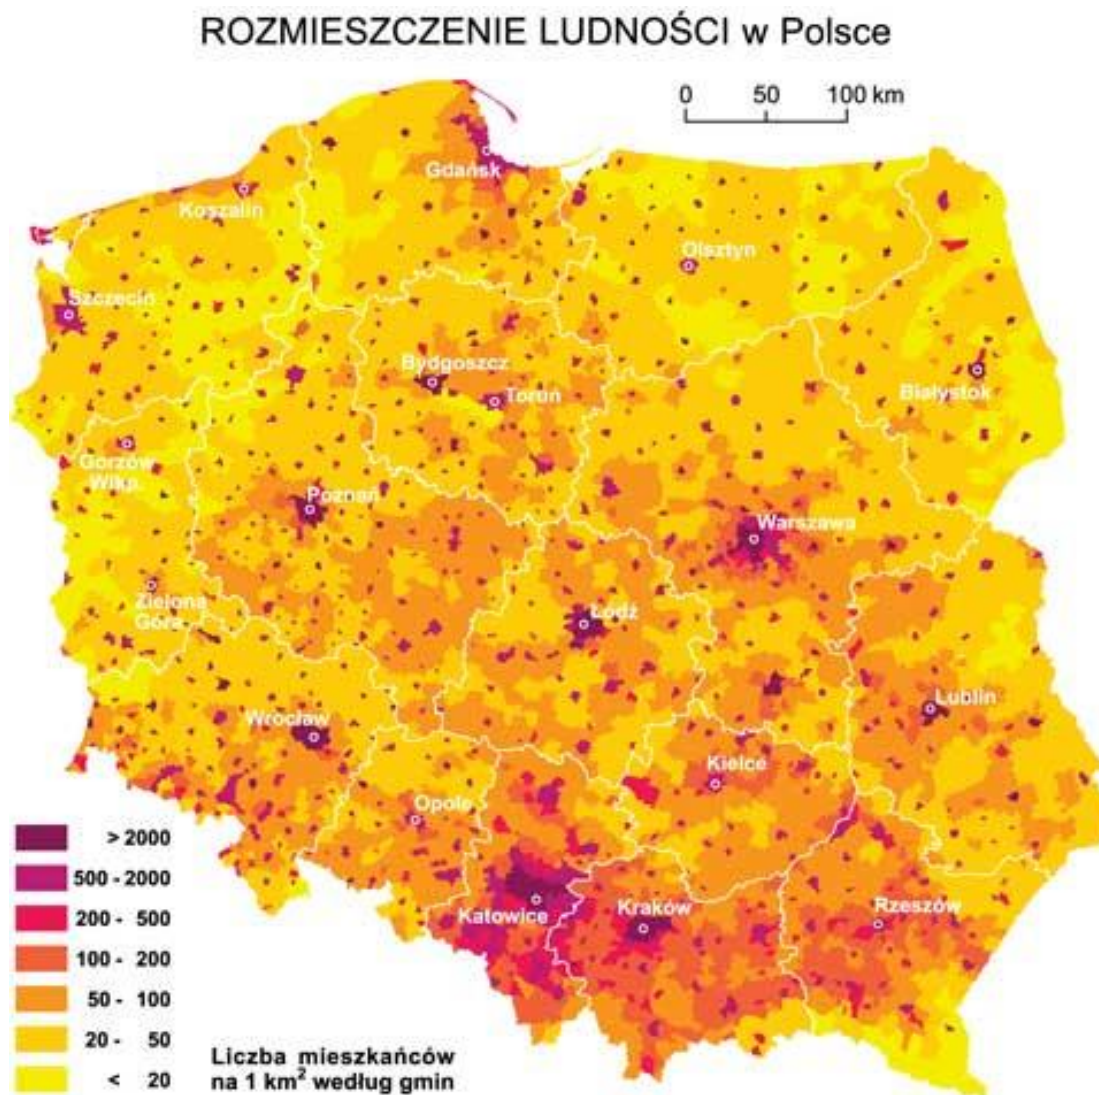 ROZMIESZCZENIE LUDNOŚCI w Polsce
0 50 100 km
Gdańsk
Koszalin
Olsztyn
Szczecin
Bydgoszcz
Toruń
Białystok
Gorzów
Wlkp.
Poznań
Warszawa
Zielona
Góra
Łódź
Wrocław
Lublin
Kielce
Opole
Katowice
Kraków
Rzeszów
> 2000
500 - 2000
200 - 500
100 - 200
50 - 100
20 - 50
< 20
Liczba mieszkańców
na 1 km² według gmin